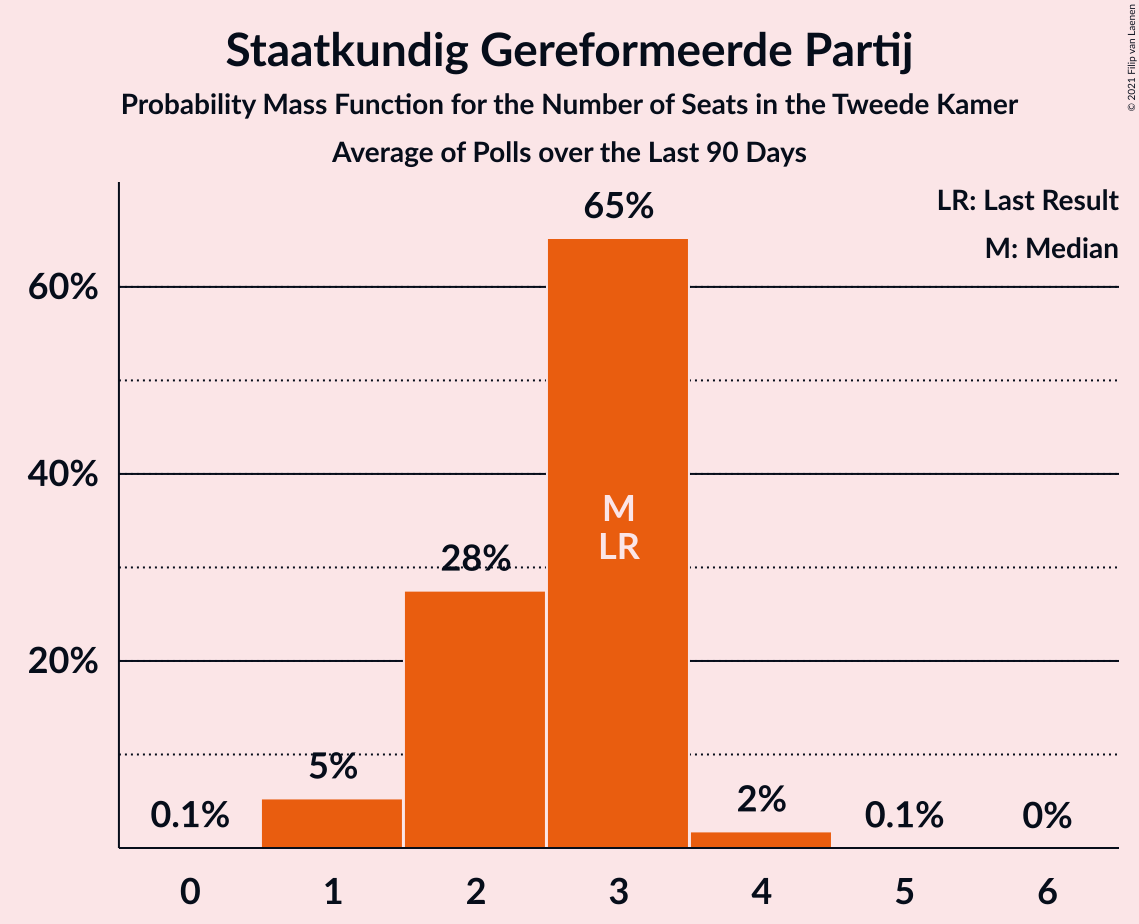 Staatkundig Gereformeerde Partij
Probability Mass Function for the Number of Seats in the Tweede Kamer
Average of Polls over the Last 90 Days
© 2021 Filip van Laenen
LR: Last Result
M: Median
65%
60%
40%
M
LR
28%
20%
5%
0.1%
2%
0.1%
0%
0 1 2 3 4 5 6